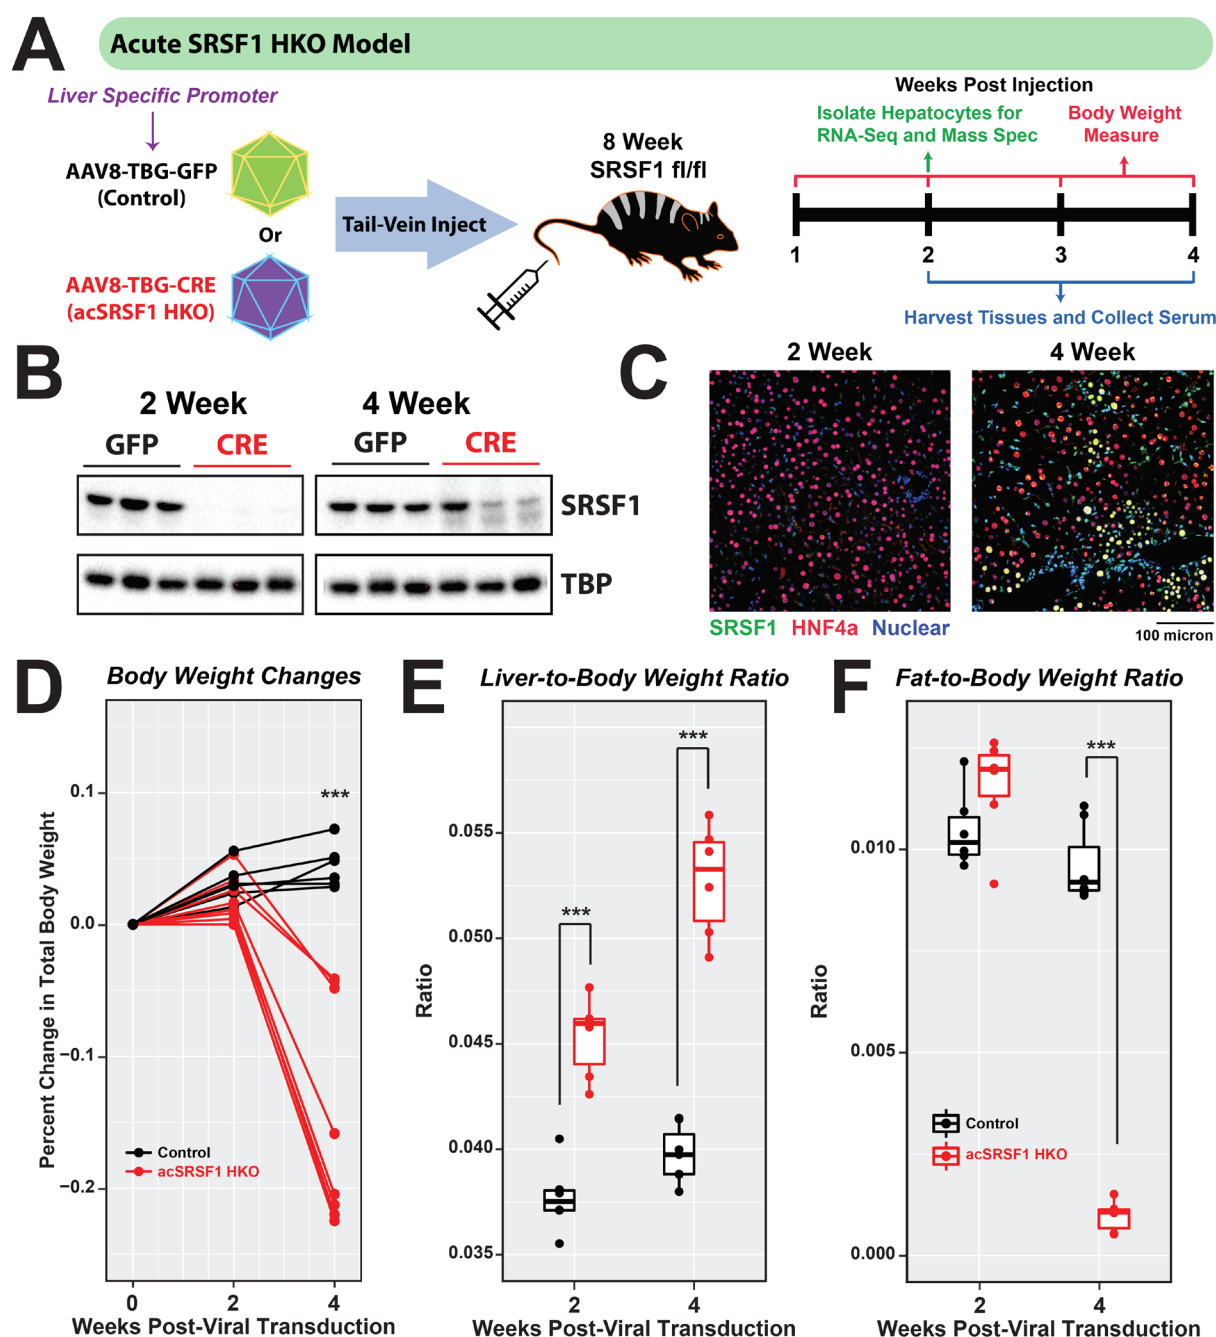 A
Acute SRSF1 HKO Model
Liver Specific Promoter
AAV8-TBG-GFP
(Control)
Or
AAV8-TBG-CRE
(acSRSF1 HKO)
Tail-Vein Inject
8 Week
SRSF1 fl/fl
Weeks Post Injection
Isolate Hepatocytes for
RNA-Seq and Mass Spec
Body Weight
Measure
1 2 3 4
Harvest Tissues and Collect Serum
B
2 Week 4 Week
GFP CRE GFP CRE
SRSF1
TBP
C
2 Week 4 Week
SRSF1 HNF4a Nuclear
100 micron
D
Body Weight Changes
Percent Change in Total Body Weight
0.1
0.0
−0.1
−0.2
***
Control
acSRSF1 HKO
0 2 4
Weeks Post-Viral Transduction
E
Liver-to-Body Weight Ratio
Ratio
0.055
0.050
0.045
0.040
0.035
***
***
2 4
Weeks Post-Viral Transduction
F
Fat-to-Body Weight Ratio
Ratio
0.010
0.005
0.000
***
Control
acSRSF1 HKO
2 4
Weeks Post-Viral Transduction